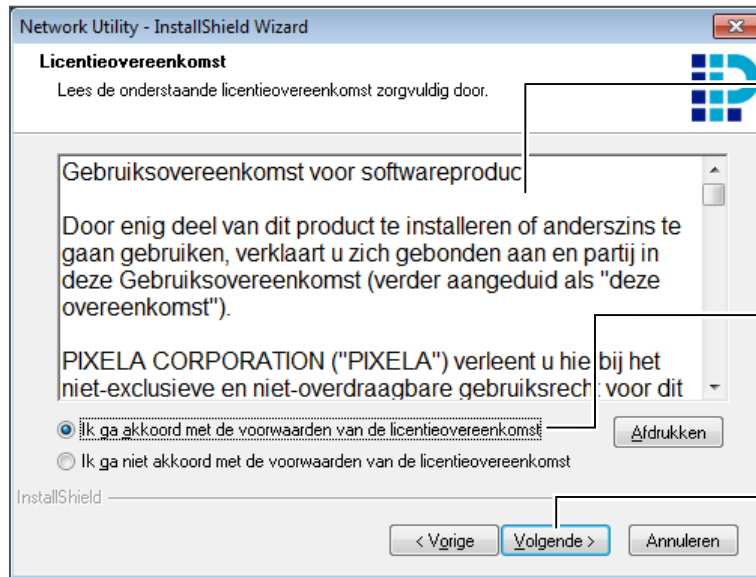 Network Utility - InstallShield Wizard
Licentieovereenkomst
Lees de onderstaande licentieovereenkomst zorgvuldig door.
Gebruiksovereenkomst voor softwareproduc
Door enig deel van dit product te installeren of anderszins te
gaan gebruiken, verklaart u zich gebonden aan en partij in
deze Gebruiksovereenkomst (verder aangeduid als "deze
overeenkomst").
PIXELA CORPORATION ("PIXELA") verleent u hierbij het
niet-exclusieve en niet-overdraagbare gebruiksrecht voor dit
Ik ga akkoord met de voorwaarden van de licentieovereenkomst
Afdrukken
Ik ga niet akkoord met de voorwaarden van de licentieovereenkomst
InstallShield
< Vorige Volgende > Annuleren